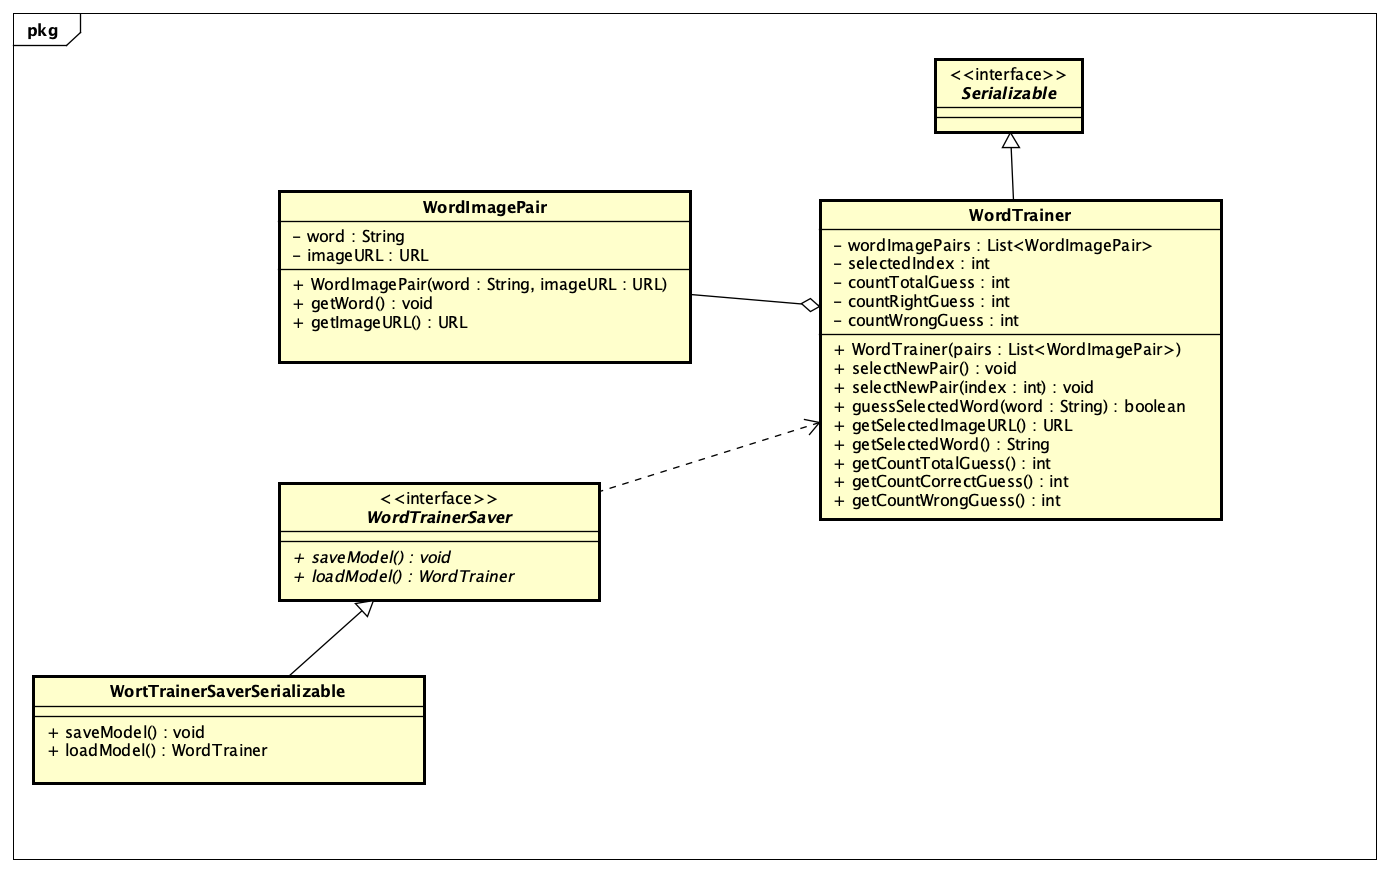 pkg
<<interface>>
Serializable
WordImagePair
- word : String
- imageURL : URL
+ WordImagePair(word : String, imageURL : URL)
+ getWord() : void
+ getImageURL() : URL
WordTrainer
- wordImagePairs : List<WordImagePair>
- selectedIndex : int
- countTotalGuess : int
- countRightGuess : int
- countWrongGuess : int
+ WordTrainer(pairs : List<WordImagePair>)
+ selectNewPair() : void
+ selectNewPair(index : int) : void
+ guessSelectedWord(word : String) : boolean
+ getSelectedImageURL() : URL
+ getSelectedWord() : String
+ getCountTotalGuess() : int
+ getCountCorrectGuess() : int
+ getCountWrongGuess() : int
<<interface>>
WordTrainerSaver
+ saveModel() : void
+ loadModel() : WordTrainer
WortTrainerSaverSerializable
+ saveModel() : void
+ loadModel() : WordTrainer